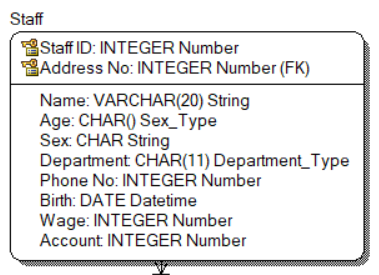 Staff
Staff ID: INTEGER Number
Address No: INTEGER Number (FK)
Name: VARCHAR(20) String
Age: CHAR() Sex_Type
Sex: CHAR String
Department: CHAR(11) Department_Type
Phone No: INTEGER Number
Birth: DATE Datetime
Wage: INTEGER Number
Account: INTEGER Number